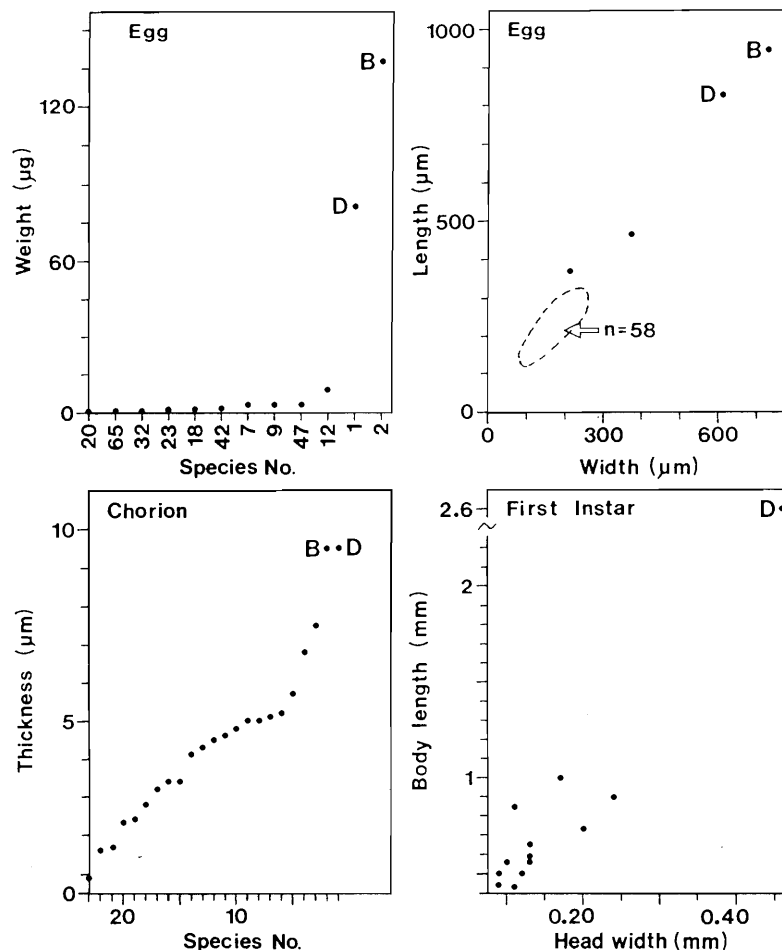 Egg
B
D
Weight (µg)
120
60
0
20 65 32 23 18 42 7 9 47 12 1 2
Species No.
Egg
B
D
Length (µm)
1000
500
0
n=58
0 300 600
Width (µm)
Chorion
B D
Thickness (µm)
10
5
0
20 10
Species No.
First Instar
D
Body length (mm)
2.6
2
1
0.20 0.40
Head width (mm)